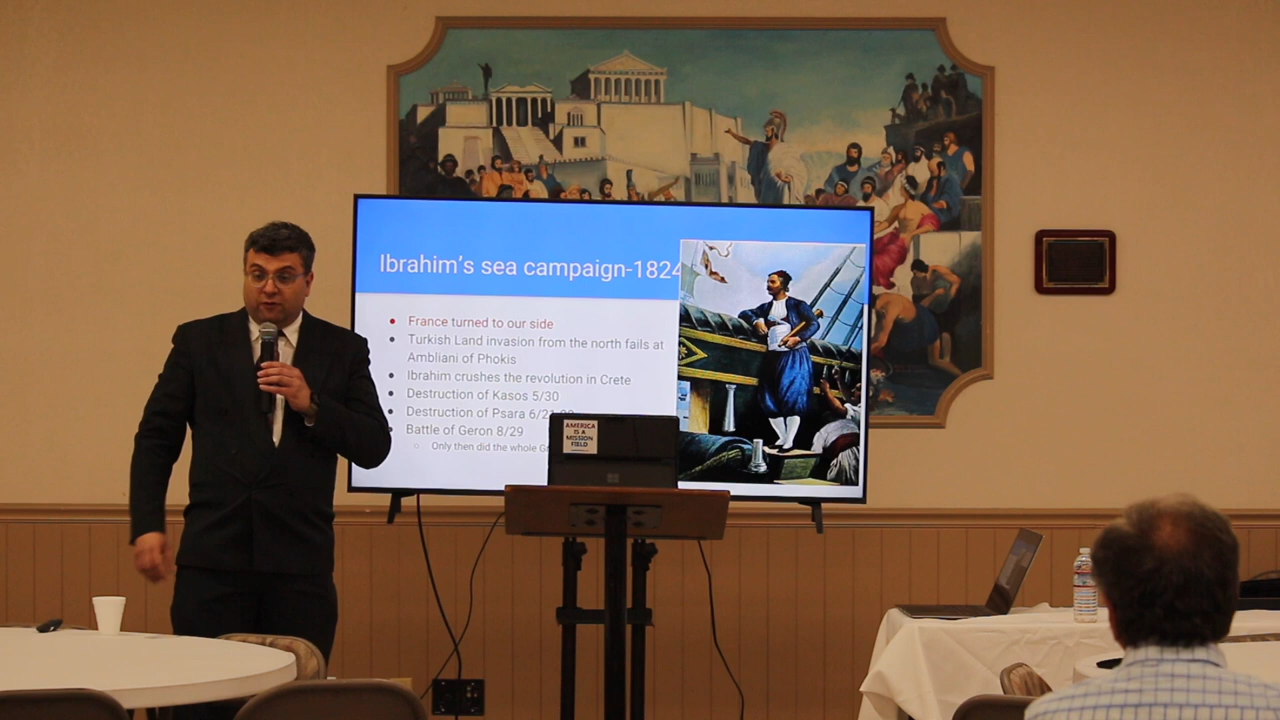 Ibrahim's sea campaign-1824
France turned to our side
Turkish Land invasion from the north fails at
Ambliani of Phokis
Ibrahim crushes the revolution in Crete
Destruction of Kasos 5/30
Destruction of Psara 6/21
Battle of Geron 8/29
Only then did the whole
AMERICA
IS A
MISSION
FIELD